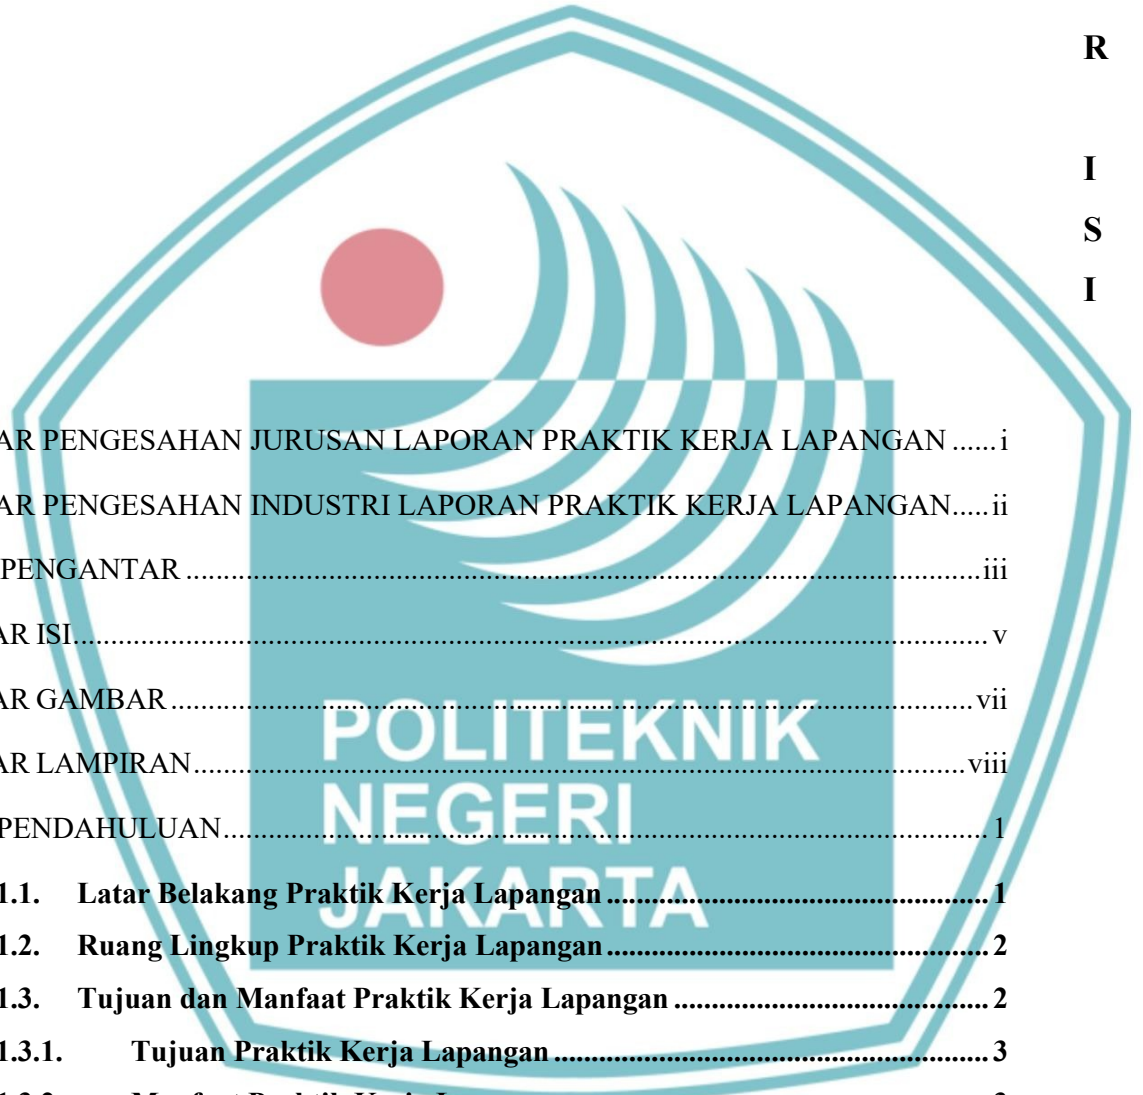 R
I
S
I
AR PENGESAHAN JURUSAN LAPORAN PRAKTIK KERJA LAPANGAN ...... i
AR PENGESAHAN INDUSTRI LAPORAN PRAKTIK KERJA LAPANGAN..... ii
PENGANTAR ........................................ iii
AR ISI ........................................ v
AR GAMBAR ........................................ vii
AR LAMPIRAN ........................................ viii
PENDAHULUAN ........................................ 1
1.1. Latar Belakang Praktik Kerja Lapangan ........................................ 1
1.2. Ruang Lingkup Praktik Kerja Lapangan ........................................ 2
1.3. Tujuan dan Manfaat Praktik Kerja Lapangan ........................................ 2
1.3.1. Tujuan Praktik Kerja Lapangan ........................................ 3
POLITEKNIK
NEGERI
JAKARTA